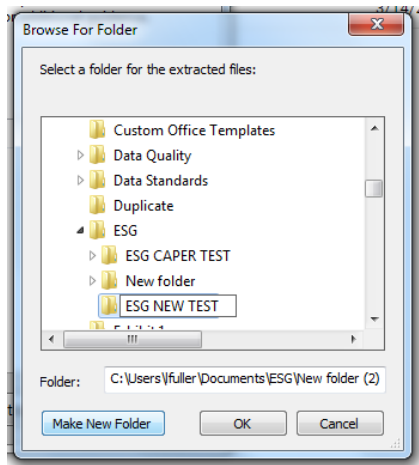 Browse For Folder
Select a folder for the extracted files:
Custom Office Templates
Data Quality
Data Standards
Duplicate
ESG
ESG CAPER TEST
New folder
ESG NEW TEST
Folder: C:\Users\lfuller\Documents\ESG\New folder (2)
Make New Folder OK Cancel